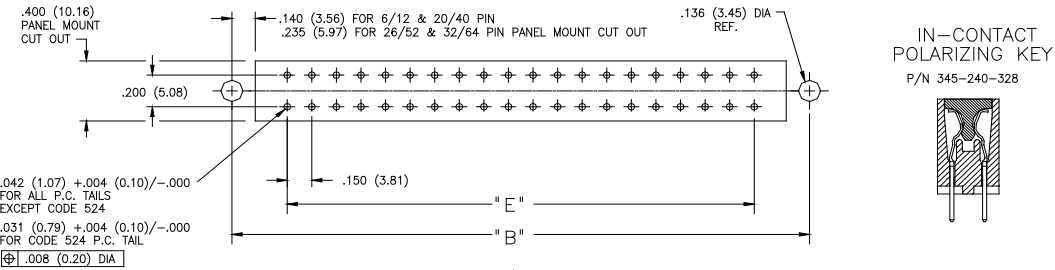 .400 (10.16)
PANEL MOUNT
CUT OUT
.140 (3.56) FOR 6/12 & 20/40 PIN
.235 (5.97) FOR 26/52 & 32/64 PIN PANEL MOUNT CUT OUT
.136 (3.45) DIA
REF.
IN-CONTACT
POLARIZING KEY
P/N 345-240-328
.200 (5.08)
.042 (1.07) +.004 (0.10)/-.000
FOR ALL P.C. TAILS
EXCEPT CODE 524
.150 (3.81)
"E"
.031 (0.79) +.004 (0.10)/-.000
FOR CODE 524 P.C. TAIL
"B"
⌖ .008 (0.20) DIA